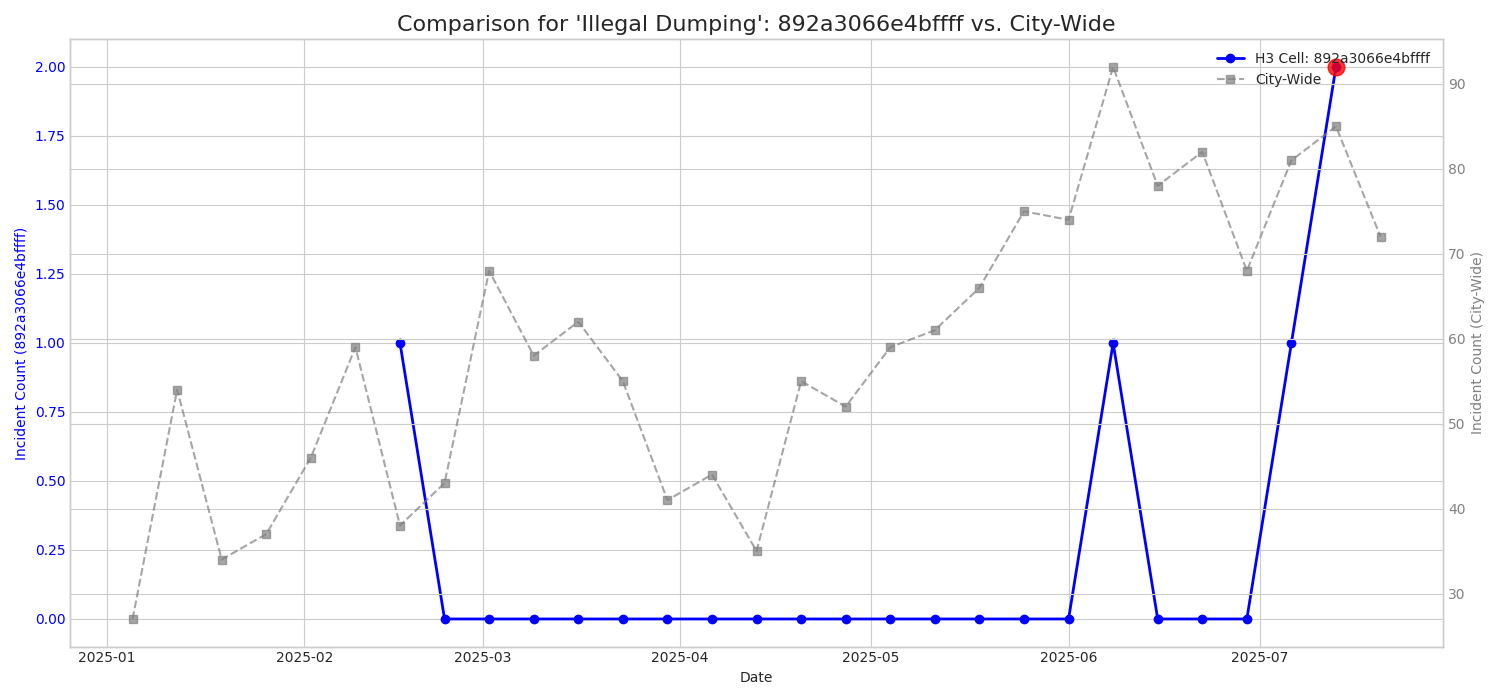 Comparison for 'Illegal Dumping': 892a3066e4bffff vs. City-Wide
H3 Cell: 892a3066e4bffff
City-Wide
Incident Count (892a3066e4bffff)
2.00
1.75
1.50
1.25
1.00
0.75
0.50
0.25
0.00
90
80
70
60
50
40
30
Incident Count (City-Wide)
2025-01 2025-02 2025-03 2025-04 2025-05 2025-06 2025-07
Date